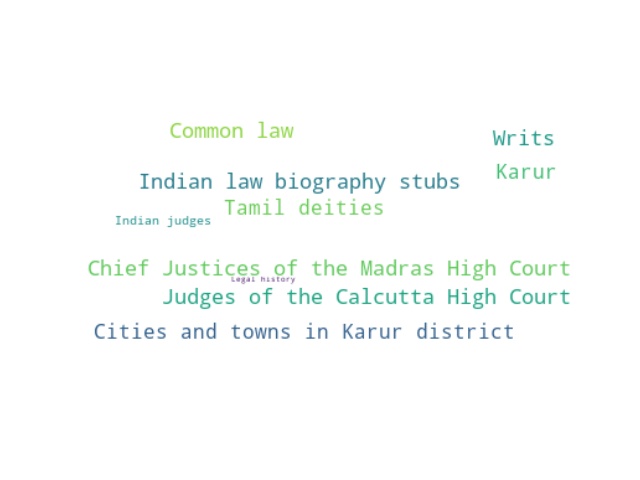 Common law
Writs
Karur
Indian law biography stubs
Tamil deities
Indian judges
Chief Justices of the Madras High Court
Legal history
Judges of the Calcutta High Court
Cities and towns in Karur district